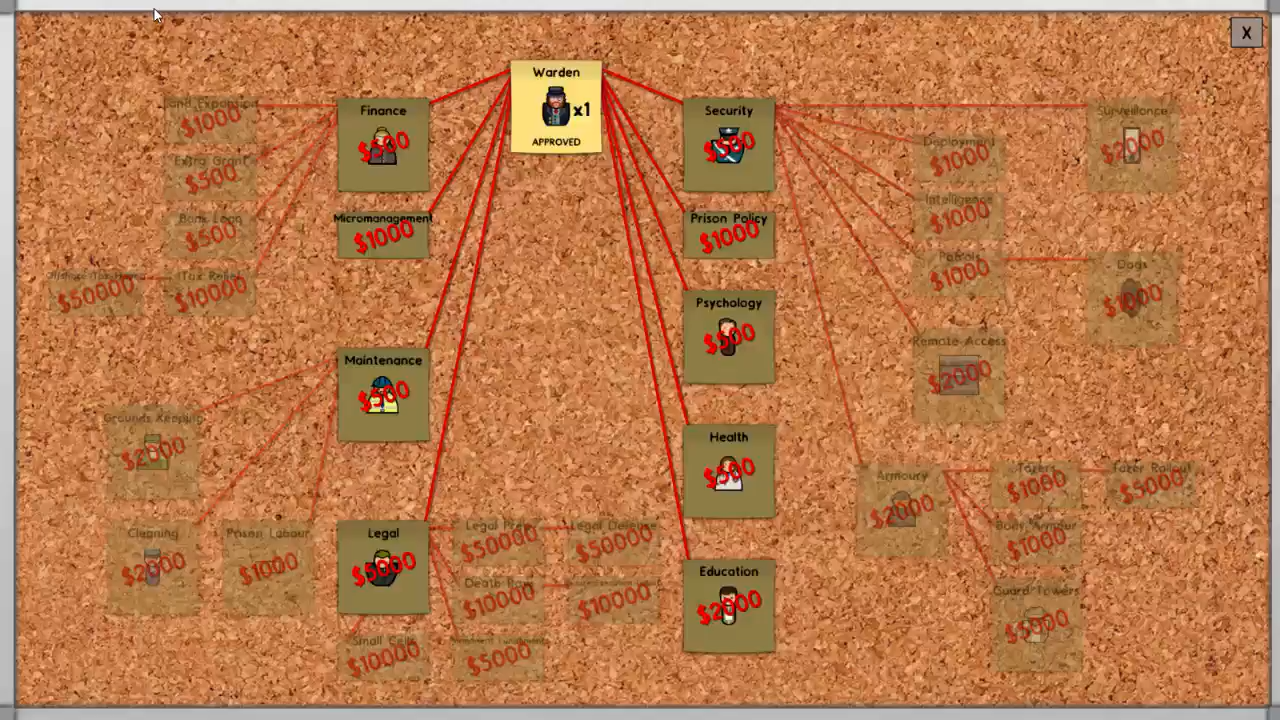 X
Warden
x1
APPROVED
Finance
$500
Micromanagement
$1000
Land Expansion
$1000
Extra Grant
$500
Bank Loan
$500
Tax Relief
$10000
$50000
Maintenance
$500
Grounds Keeping
$2000
Cleaning
$2000
Prison Labour
$1000
Legal
$5000
Legal Prep
$50000
Legal Defense
$50000
Death Row
$10000
$10000
Small Cells
$10000
$5000
Security
$500
Prison Policy
$1000
Psychology
$500
Health
$500
Education
$2000
Deployment
$1000
Intelligence
$1000
Patrols
$1000
Remote Access
$2000
Surveillance
$2000
Dogs
$1000
Armoury
$2000
Tazers
$1000
Tazer Rollout
$5000
Body Armour
$1000
Guard Towers
$5000